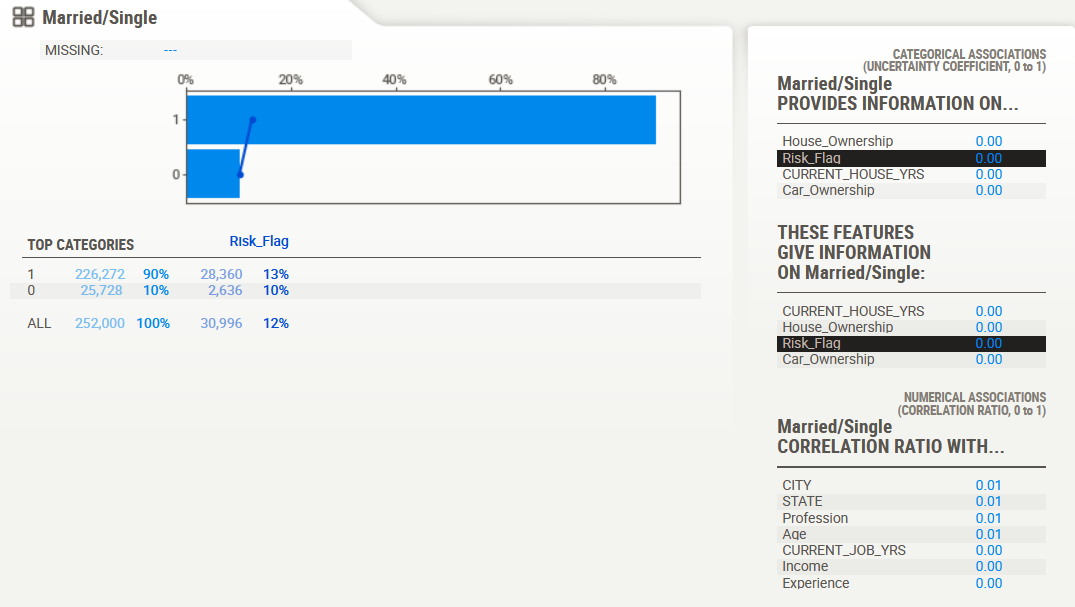 Married/Single
MISSING: ---
0% 20% 40% 60% 80%
1
0
TOP CATEGORIES Risk_Flag
1 226,272 90% 28,360 13%
0 25,728 10% 2,636 10%
ALL 252,000 100% 30,996 12%
CATEGORICAL ASSOCIATIONS
(UNCERTAINTY COEFFICIENT, 0 to 1)
Married/Single
PROVIDES INFORMATION ON...
House_Ownership 0.00
Risk_Flag 0.00
CURRENT_HOUSE_YRS 0.00
Car_Ownership 0.00
THESE FEATURES
GIVE INFORMATION
ON Married/Single:
CURRENT_HOUSE_YRS 0.00
House_Ownership 0.00
Risk_Flag 0.00
Car_Ownership 0.00
NUMERICAL ASSOCIATIONS
(CORRELATION RATIO, 0 to 1)
Married/Single
CORRELATION RATIO WITH...
CITY 0.01
STATE 0.01
Profession 0.01
Age 0.01
CURRENT_JOB_YRS 0.00
Income 0.00
Experience 0.00